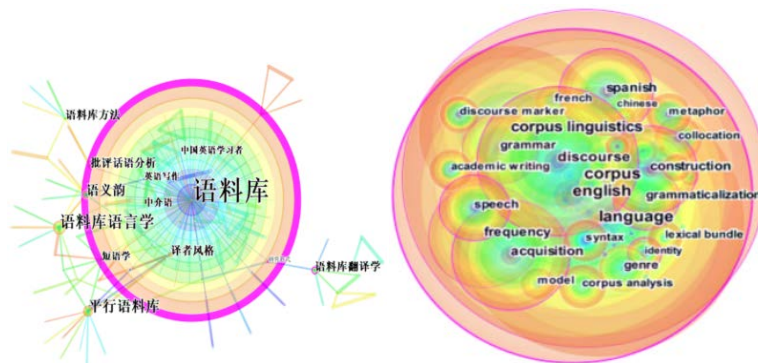 语料库方法
中国英语学习者
批评话语分析
英语写作
语义韵
语料库
中介语
语料库语言学
译者风格
短语学
语料库翻译学
平行语料库
spanish
french
chinese
discourse marker
metaphor
corpus linguistics
collocation
grammar
discourse
academic writing
construction
corpus
english
grammaticalization
speech
language
frequency
lexical bundle
syntax
acquisition
identity
genre
model
corpus analysis